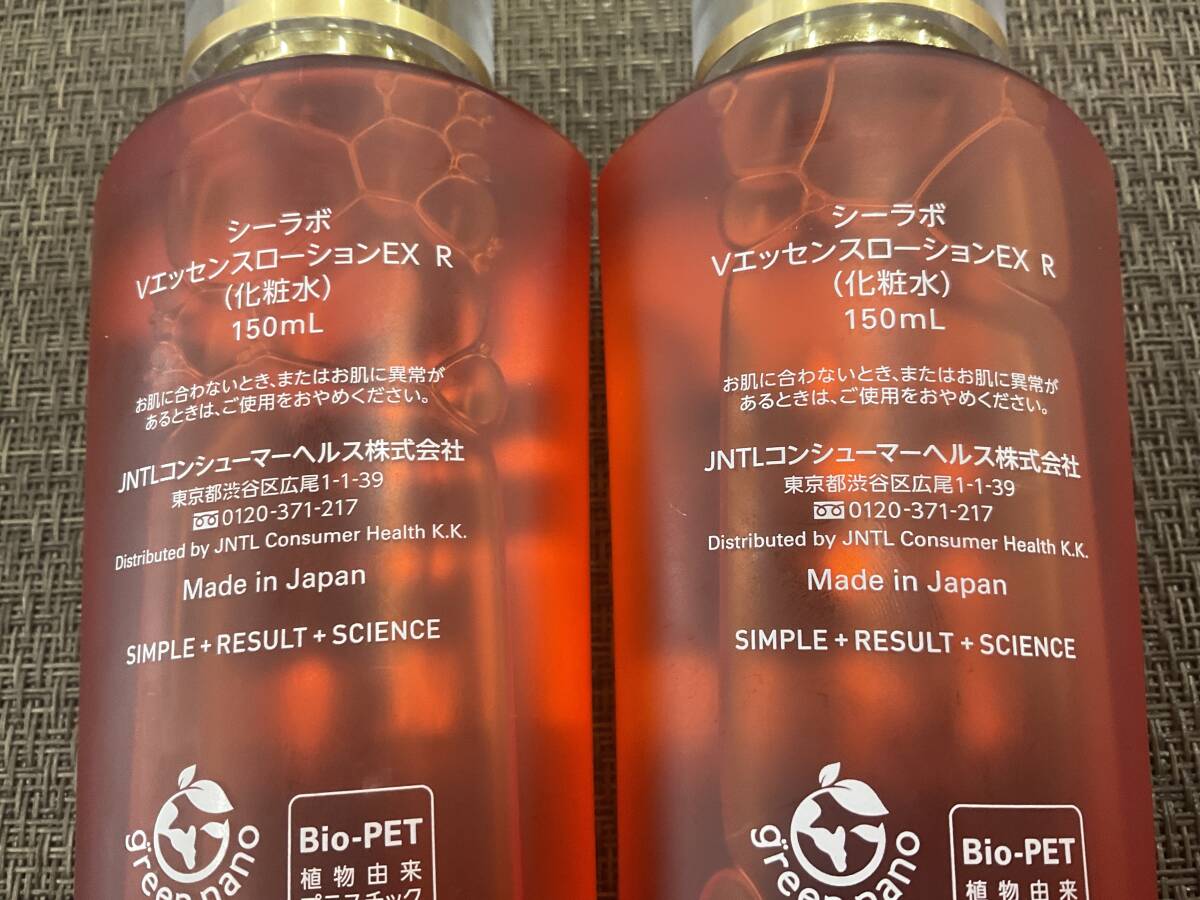 シーラボ
VエッセンスローションEX R
(化粧水)
150mL
お肌に合わないとき、またはお肌に異常が
あるときは、ご使用をおやめください。
JNTLコンシューマーヘルス株式会社
東京都渋谷区広尾1-1-39
0120-371-217
Distributed by JNTL Consumer Health K.K.
Made in Japan
SIMPLE + RESULT + SCIENCE
green nano
Bio-PET
植物由来
プラスチック
シーラボ
VエッセンスローションEX R
(化粧水)
150mL
お肌に合わないとき、またはお肌に異常が
あるときは、ご使用をおやめください。
JNTLコンシューマーヘルス株式会社
東京都渋谷区広尾1-1-39
0120-371-217
Distributed by JNTL Consumer Health K.K.
Made in Japan
SIMPLE + RESULT + SCIENCE
green nano
Bio-PET
植物由来